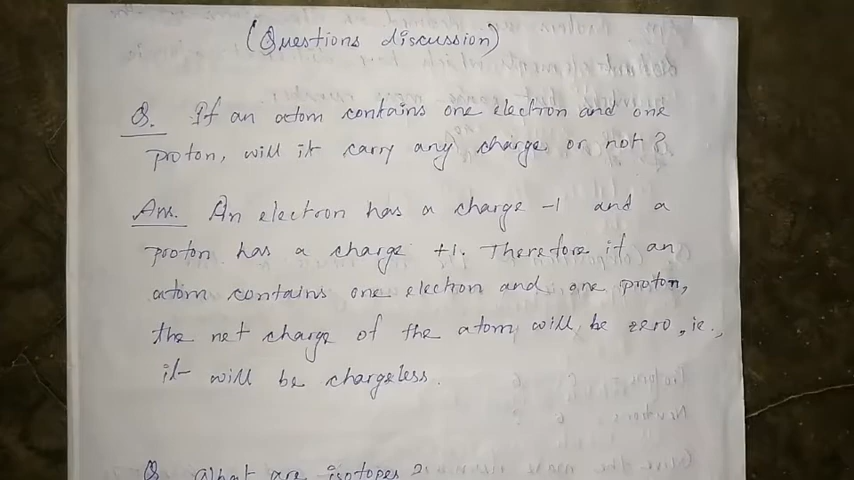 (Questions discussion)
Q. If an atom contains one electron and one
proton, will it carry any charge or not?
Ans. An electron has a charge -1 and a
proton has a charge +1. Therefore if an
atom contains one electron and one proton,
the net charge of the atom will be zero, i.e.,
it will be chargeless.
Q. What are isotopes?